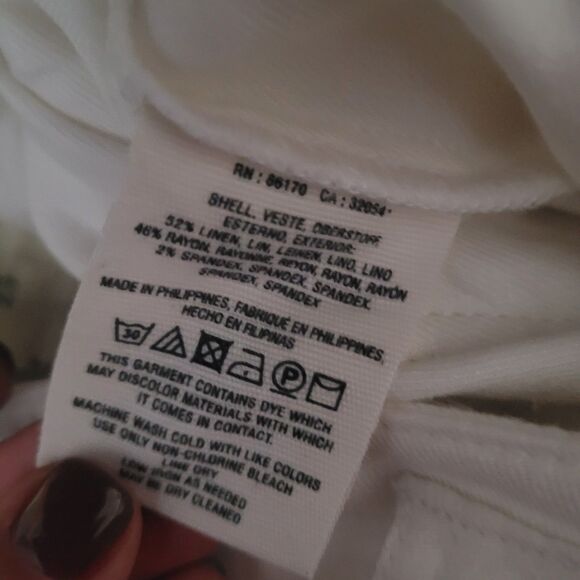 RN : 66170 CA : 32054
SHELL, VESTE, OBERSTOFF
ESTERNO, EXTERIOR:
52% LINEN, LIN, LEINEN, LINO, LINO
46% RAYON, RAYONNE, REYON, RAYON, RAYÓN
2% SPANDEX, SPANDEX, SPANDEX,
SPANDEX, SPANDEX
MADE IN PHILIPPINES, FABRIQUÉ EN PHILIPPINES,
HECHO EN FILIPINAS
30 P
THIS GARMENT CONTAINS DYE WHICH
MAY DISCOLOR MATERIALS WITH WHICH
IT COMES IN CONTACT.
MACHINE WASH COLD WITH LIKE COLORS
USE ONLY NON-CHLORINE BLEACH
LINE DRY
LOW IRON AS NEEDED
MAY BE DRY CLEANED